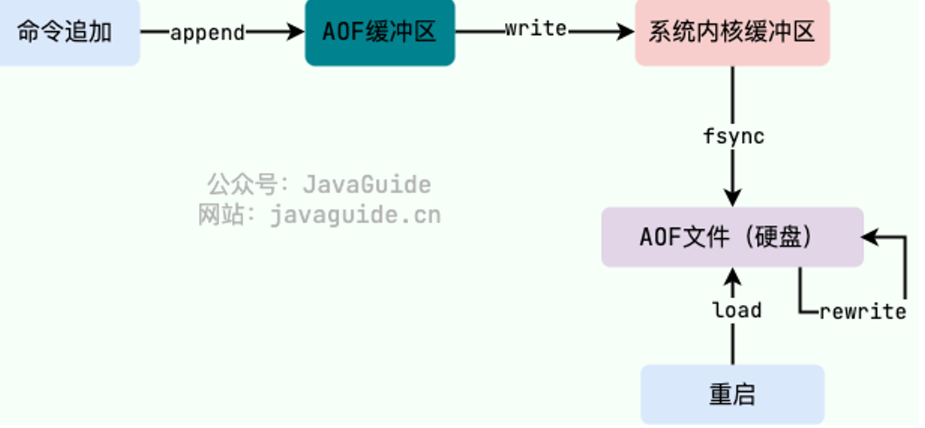 命令追加
append
AOF缓冲区
write
系统内核缓冲区
fsync
公众号：JavaGuide
网站：javaguide.cn
AOF文件（硬盘）
load
rewrite
重启